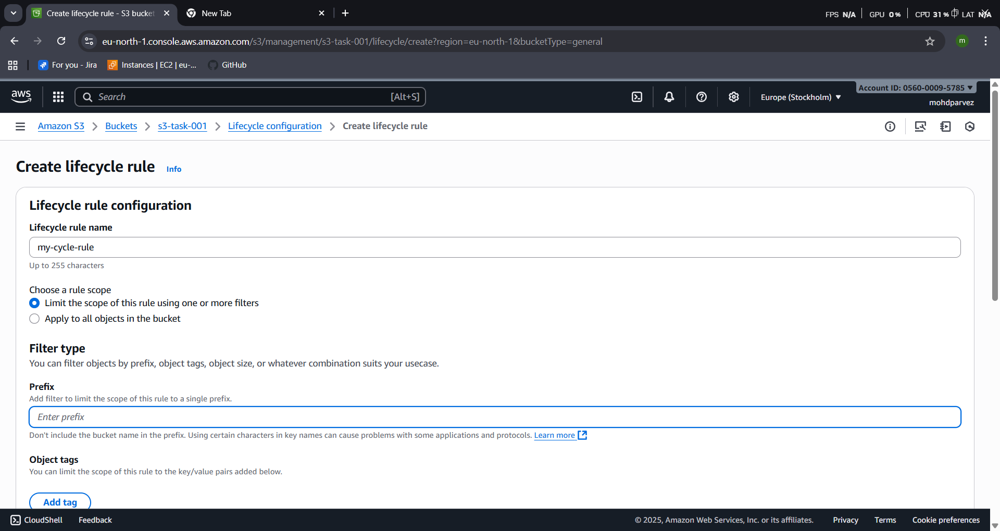 Create lifecycle rule - S3 bucket
New Tab
FPS N/A GPU 0% CPU 31% LAT N/A
eu-north-1.console.aws.amazon.com/s3/management/s3-task-001/lifecycle/create?region=eu-north-1&bucketType=general
m
For you - Jira
Instances | EC2 | eu-...
GitHub
aws
Search
[Alt+S]
Europe (Stockholm)
Account ID: 0560-0009-5785
mohdparvez
Amazon S3
Buckets
s3-task-001
Lifecycle configuration
Create lifecycle rule
Create lifecycle rule Info
Lifecycle rule configuration
Lifecycle rule name
my-cycle-rule
Up to 255 characters
Choose a rule scope
Limit the scope of this rule using one or more filters
Apply to all objects in the bucket
Filter type
You can filter objects by prefix, object tags, object size, or whatever combination suits your usecase.
Prefix
Add filter to limit the scope of this rule to a single prefix.
Enter prefix
Don't include the bucket name in the prefix. Using certain characters in key names can cause problems with some applications and protocols. Learn more
Object tags
You can limit the scope of this rule to the key/value pairs added below.
Add tag
CloudShell
Feedback
© 2025, Amazon Web Services, Inc. or its affiliates.
Privacy
Terms
Cookie preferences